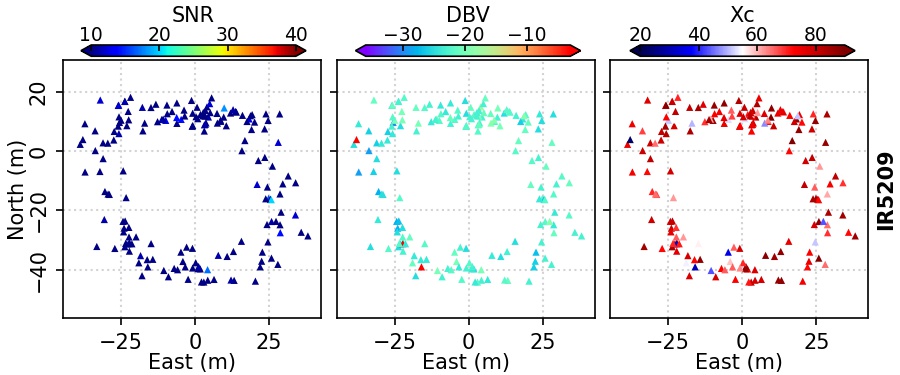 SNR DBV Xc
10 20 30 40 −30 −20 −10 20 40 60 80
20
0
−20
−40
North (m)
IR5209
−25 0 25 −25 0 25 −25 0 25
East (m) East (m) East (m)